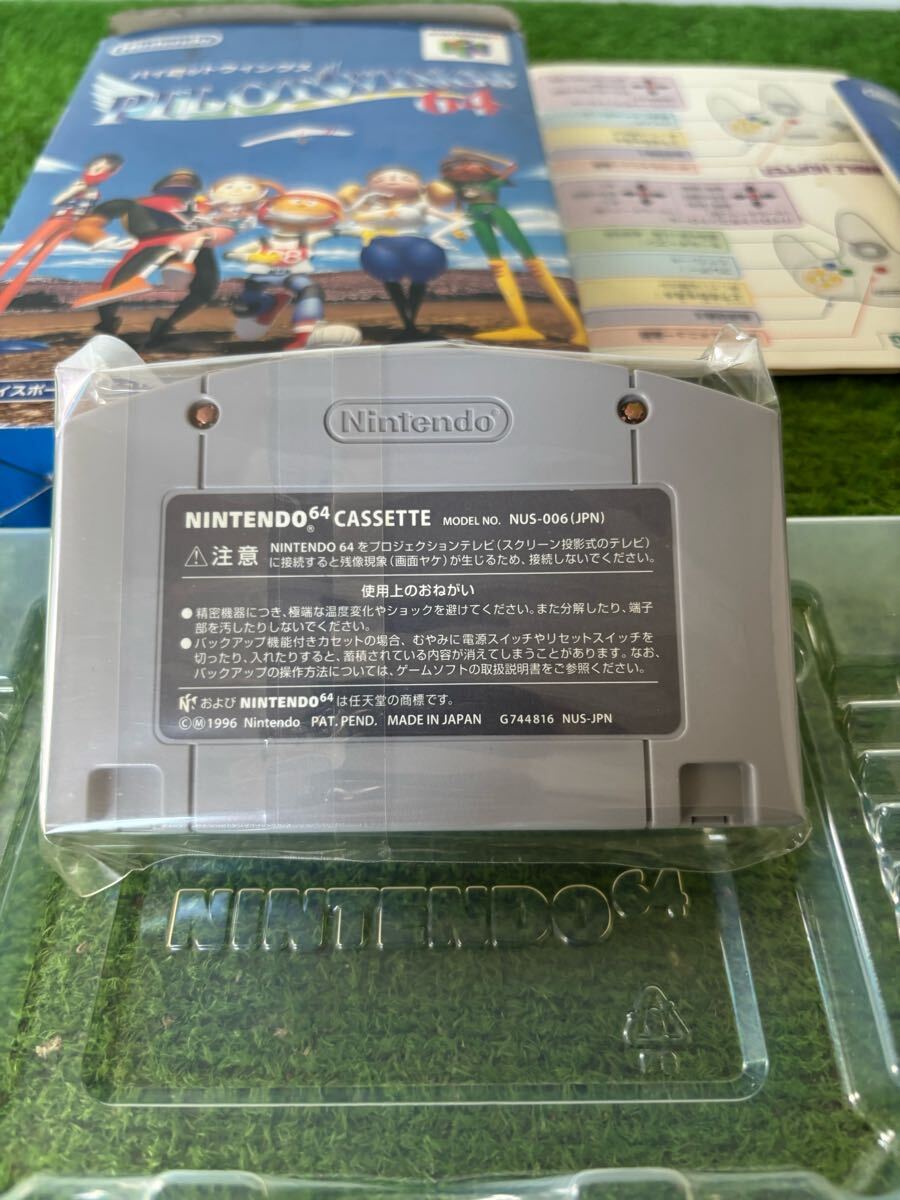 Nintendo
パイロットウイングス
PILOTWINGS
64
Nintendo
NINTENDO64® CASSETTE MODEL NO. NUS-006(JPN)
⚠注意 NINTENDO 64 をプロジェクションテレビ(スクリーン投影式のテレビ)
に接続すると残像現象(画面ヤケ)が生じるため、接続しないでください。
使用上のおねがい
●精密機器につき、極端な温度変化やショックを避けてください。また分解したり、端子
部を汚したりしないでください。
●バックアップ機能付きカセットの場合、むやみに電源スイッチやリセットスイッチを
切ったり、入れたりすると、蓄積されている内容が消えてしまうことがあります。なお、
バックアップの操作方法については、ゲームソフトの取扱説明書をご参照ください。
および NINTENDO64 は任天堂の商標です。
ⒸⓂ1996 Nintendo PAT. PEND. MADE IN JAPAN G744816 NUS-JPN
NINTENDO64